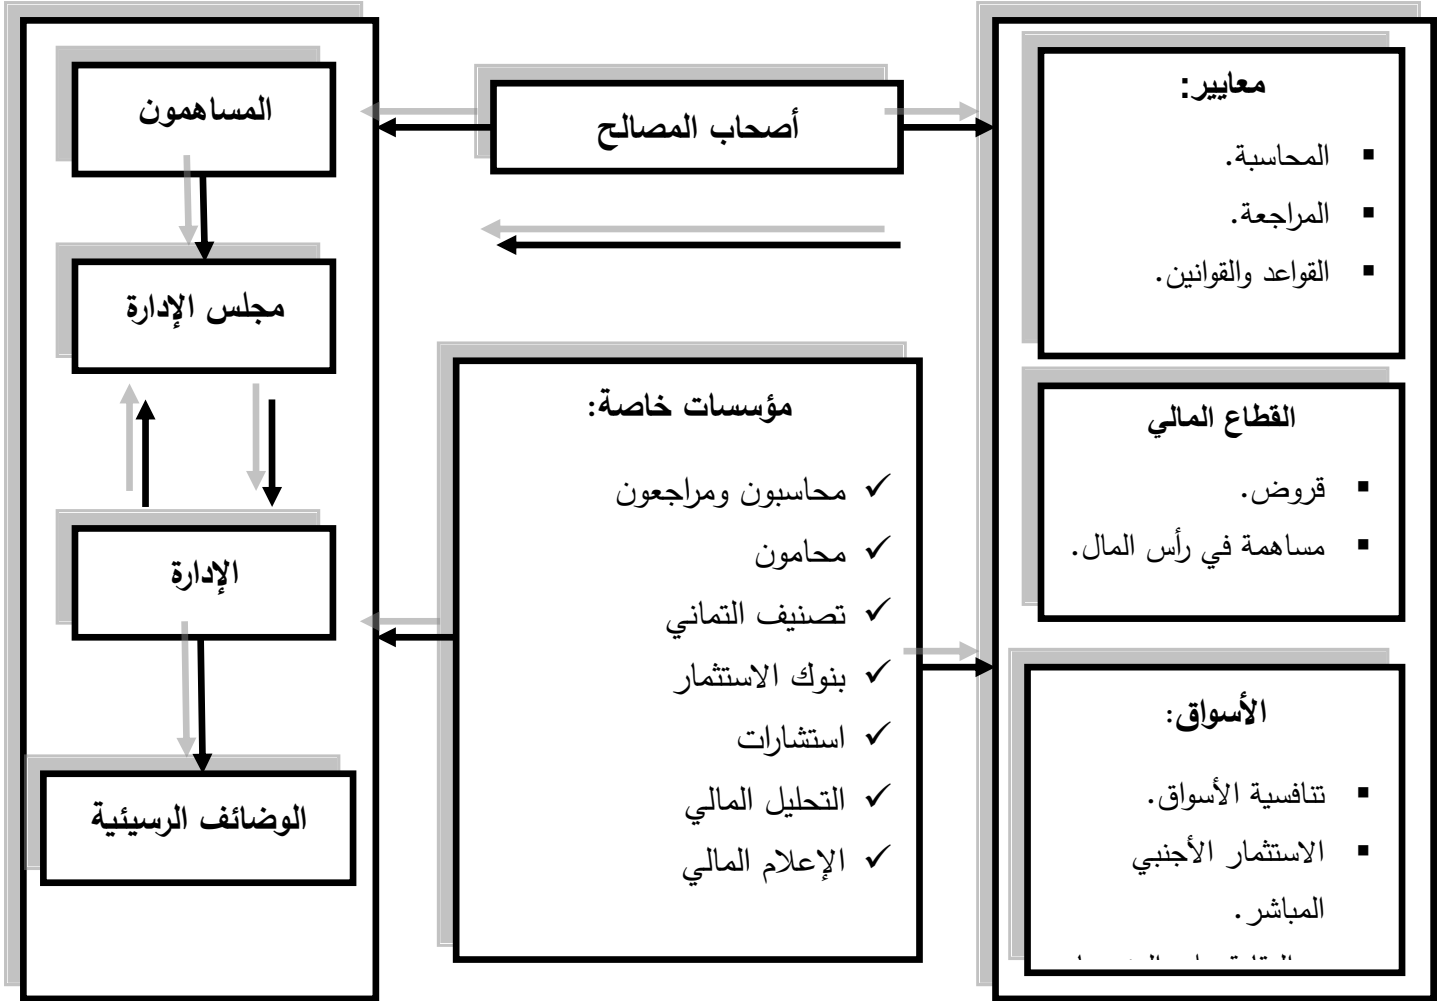 معايير:
▪ المحاسبة.
▪ المراجعة.
▪ القواعد والقوانين.
القطاع المالي
▪ قروض.
▪ مساهمة في رأس المال.
الأسواق:
▪ تنافسية الأسواق.
▪ الاستثمار الأجنبي
المباشر.
أصحاب المصالح
مؤسسات خاصة:
✓ محاسبون ومراجعون
✓ محامون
✓ تصنيف التماني
✓ بنوك الاستثمار
✓ استشارات
✓ التحليل المالي
✓ الإعلام المالي
المساهمون
مجلس الإدارة
الإدارة
الوضائف الرسيئية